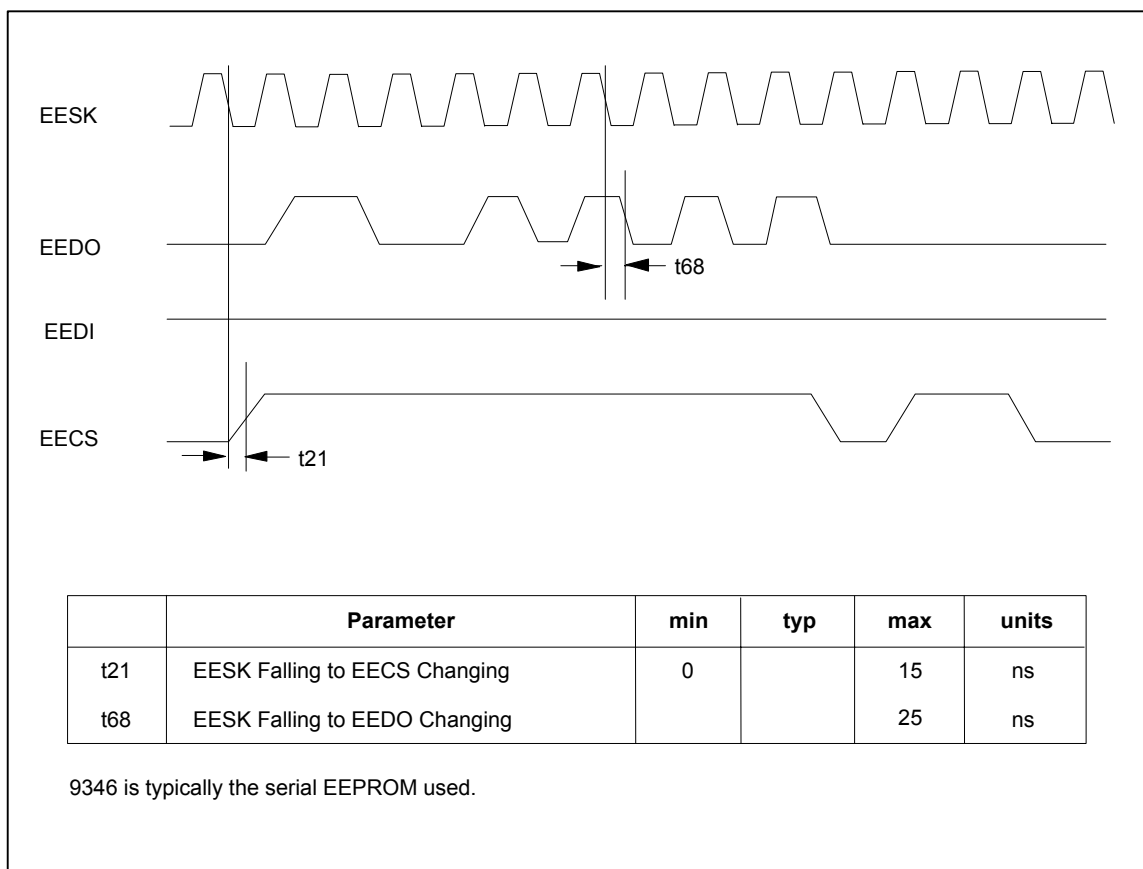 EESK
EEDO
t68
EEDI
EECS
t21
Parameter min typ max units
t21 EESK Falling to EECS Changing 0 15 ns
t68 EESK Falling to EEDO Changing 25 ns
9346 is typically the serial EEPROM used.